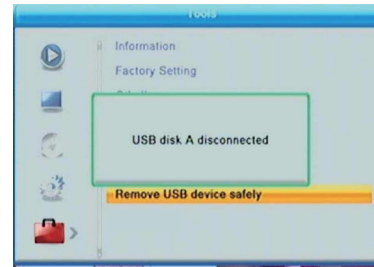 Tools
Information
Factory Setting
USB disk A disconnected
Remove USB device safely